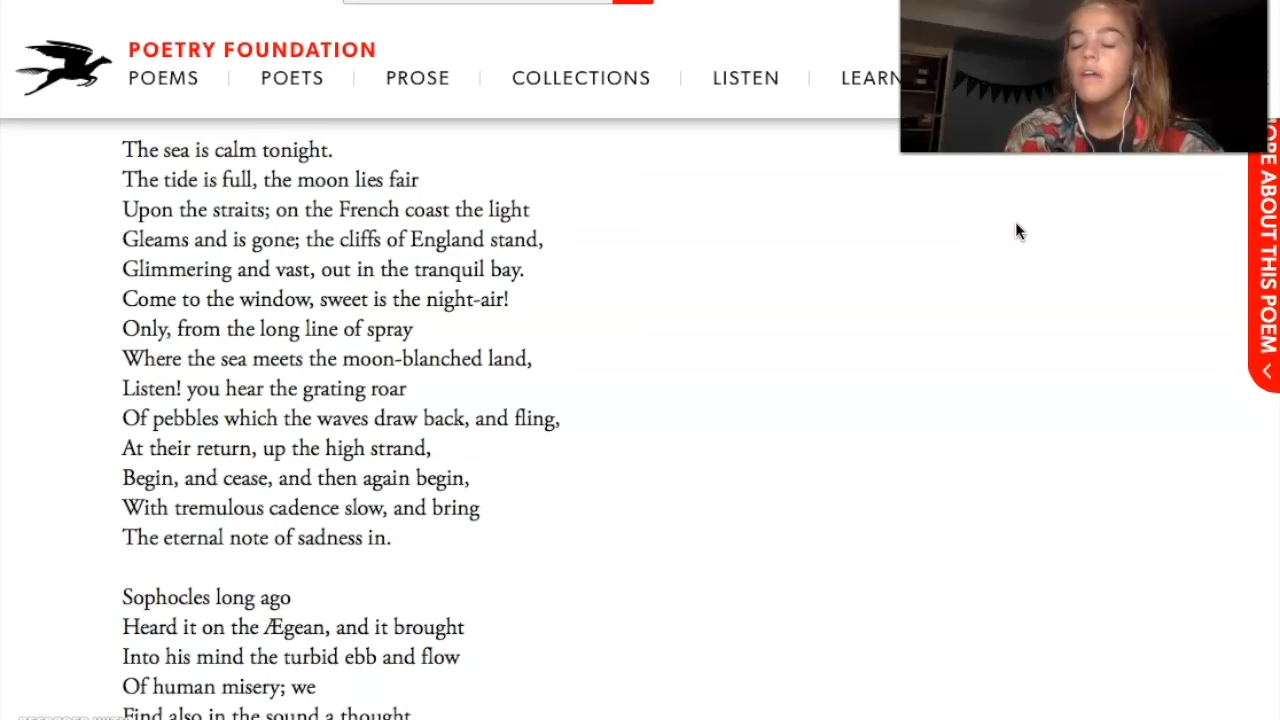 POETRY FOUNDATION
POEMS
POETS
PROSE
COLLECTIONS
LISTEN
LEARN
The sea is calm tonight.
The tide is full, the moon lies fair
Upon the straits; on the French coast the light
Gleams and is gone; the cliffs of England stand,
Glimmering and vast, out in the tranquil bay.
Come to the window, sweet is the night-air!
Only, from the long line of spray
Where the sea meets the moon-blanched land,
Listen! you hear the grating roar
Of pebbles which the waves draw back, and fling,
At their return, up the high strand,
Begin, and cease, and then again begin,
With tremulous cadence slow, and bring
The eternal note of sadness in.
Sophocles long ago
Heard it on the Ægean, and it brought
Into his mind the turbid ebb and flow
Of human misery; we
Find also in the sound a thought
ABOUT THIS POEM